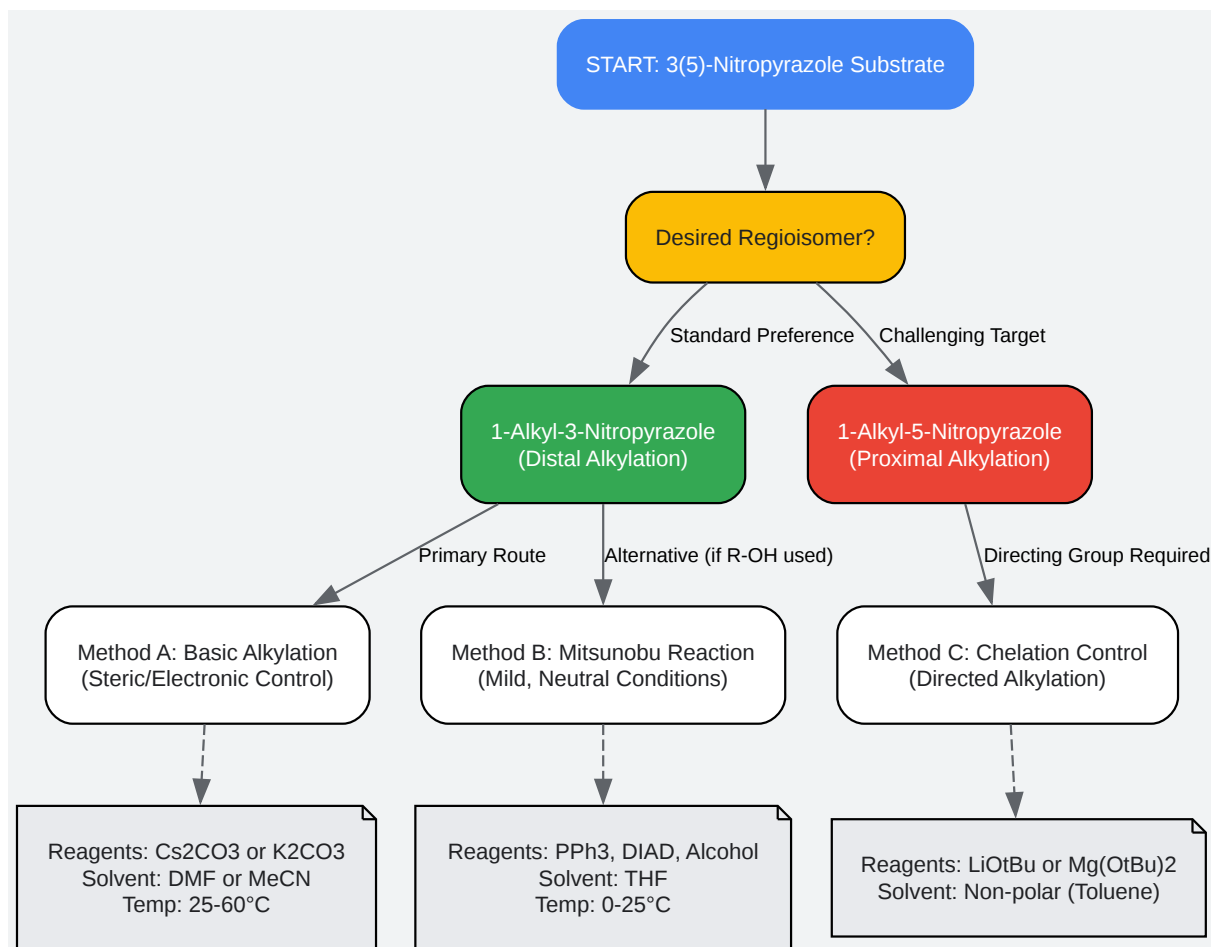 START: 3(5)-Nitropyrazole Substrate
Desired Regioisomer?
Standard Preference
Challenging Target
1-Alkyl-3-Nitropyrazole
(Distal Alkylation)
1-Alkyl-5-Nitropyrazole
(Proximal Alkylation)
Primary Route
Alternative (if R-OH used)
Directing Group Required
Method A: Basic Alkylation
(Steric/Electronic Control)
Method B: Mitsunobu Reaction
(Mild, Neutral Conditions)
Method C: Chelation Control
(Directed Alkylation)
Reagents: Cs2CO3 or K2CO3
Solvent: DMF or MeCN
Temp: 25-60°C
Reagents: PPh3, DIAD, Alcohol
Solvent: THF
Temp: 0-25°C
Reagents: LiOtBu or Mg(OtBu)2
Solvent: Non-polar (Toluene)